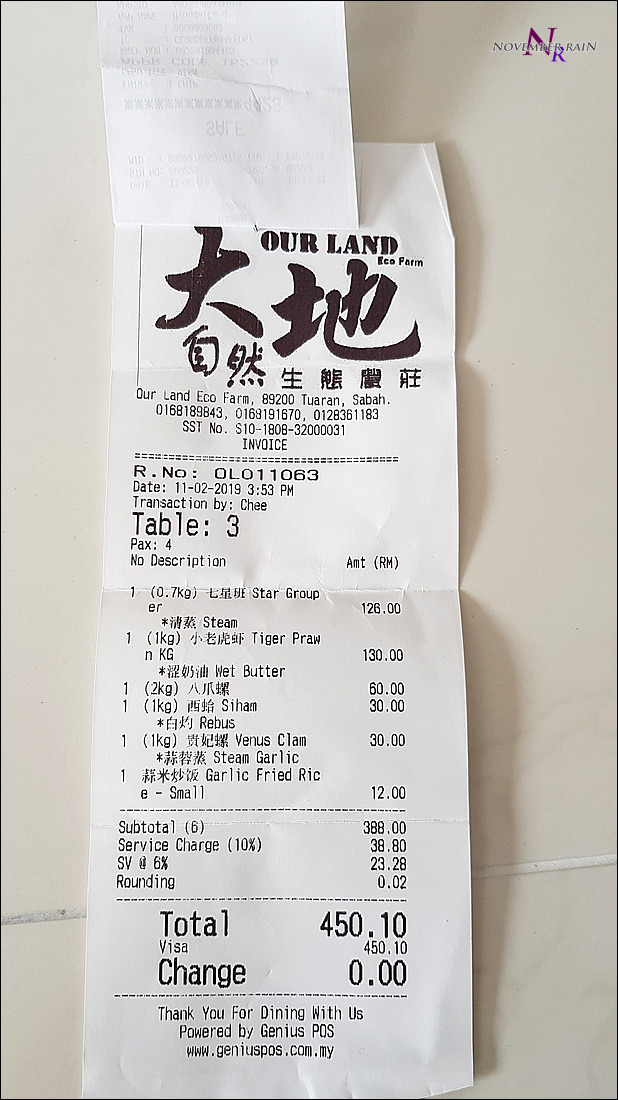 NOVEMBER RAIN
NR
SALE
OUR LAND
Eco Farm
大地
自然生態農莊
Our Land Eco Farm, 89200 Tuaran, Sabah.
0168189843, 0168191670, 0128361183
SST No. S10-1808-32000031
INVOICE
R.No: OL011063
Date: 11-02-2019 3:53 PM
Transaction by: Chee
Table: 3
Pax: 4
No Description Amt (RM)
1 (0.7kg) 七星班 Star Group
er 126.00
*清蒸 Steam
1 (1kg) 小老虎虾 Tiger Praw
n KG 130.00
*湿奶油 Wet Butter
1 (2kg) 八爪螺 60.00
1 (1kg) 西蛤 Siham 30.00
*白灼 Rebus
1 (1kg) 贵妃螺 Venus Clam 30.00
*蒜蓉蒸 Steam Garlic
1 蒜米炒饭 Garlic Fried Ric
e - Small 12.00
Subtotal (6) 388.00
Service Charge (10%) 38.80
SV @ 6% 23.28
Rounding 0.02
Total 450.10
Visa 450.10
Change 0.00
Thank You For Dining With Us
Powered by Genius POS
www.geniuspos.com.my